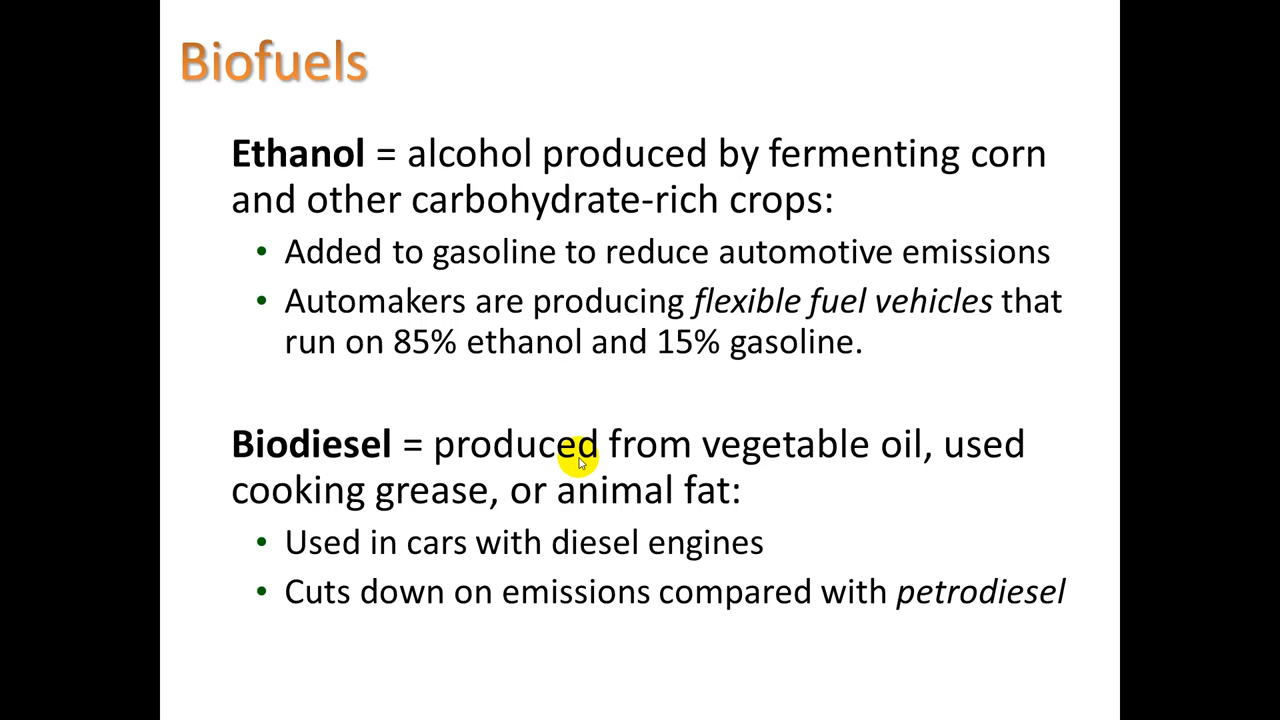 Biofuels
Ethanol = alcohol produced by fermenting corn
and other carbohydrate-rich crops:
• Added to gasoline to reduce automotive emissions
• Automakers are producing flexible fuel vehicles that
run on 85% ethanol and 15% gasoline.
Biodiesel = produced from vegetable oil, used
cooking grease, or animal fat:
• Used in cars with diesel engines
• Cuts down on emissions compared with petrodiesel